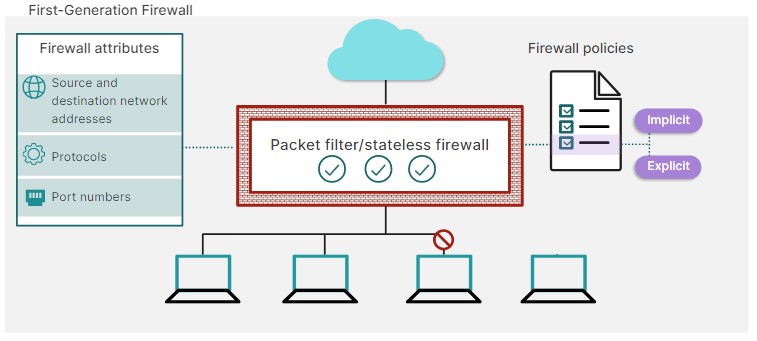 First-Generation Firewall
Firewall attributes
Source and
destination network
addresses
Protocols
Port numbers
Packet filter/stateless firewall
Firewall policies
Implicit
Explicit